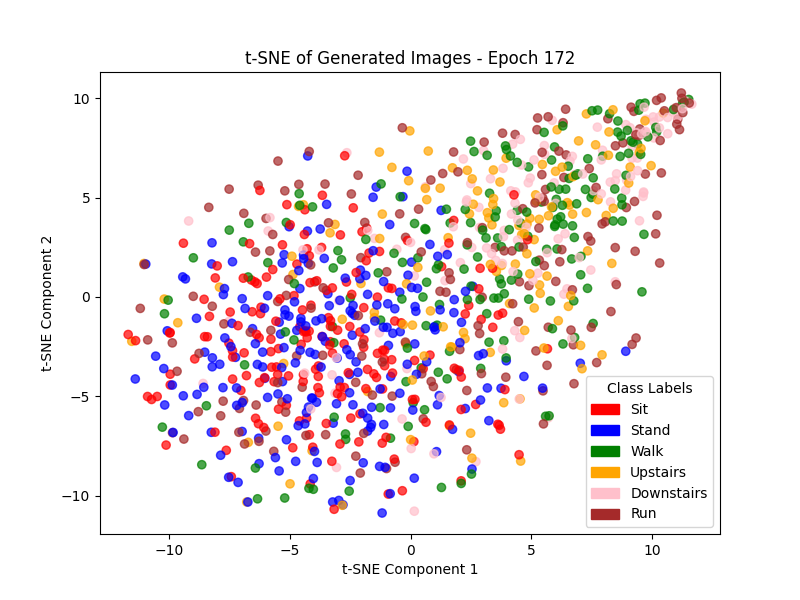 t-SNE of Generated Images - Epoch 172
t-SNE Component 2
10
5
0
−5
−10
−10
−5
0
5
10
t-SNE Component 1
Class Labels
Sit
Stand
Walk
Upstairs
Downstairs
Run